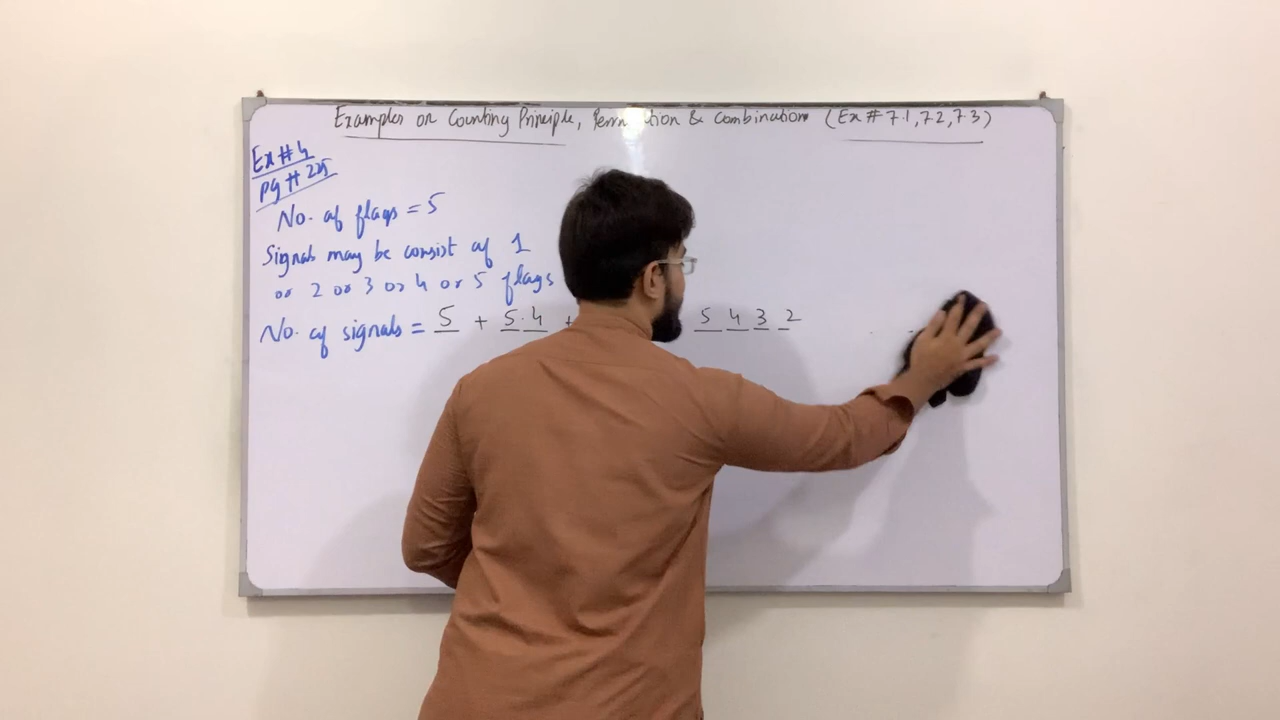 Examples on Counting Principle, & Combination (Ex # 7.1, 7.2, 7.3)
Ex # 4
Pg # 225
No. of flags = 5
Signals may be consist of 1
or 2 or 3 or 4 or 5 flags
No. of signals = 5 + 5.4 + 5 4 3 2